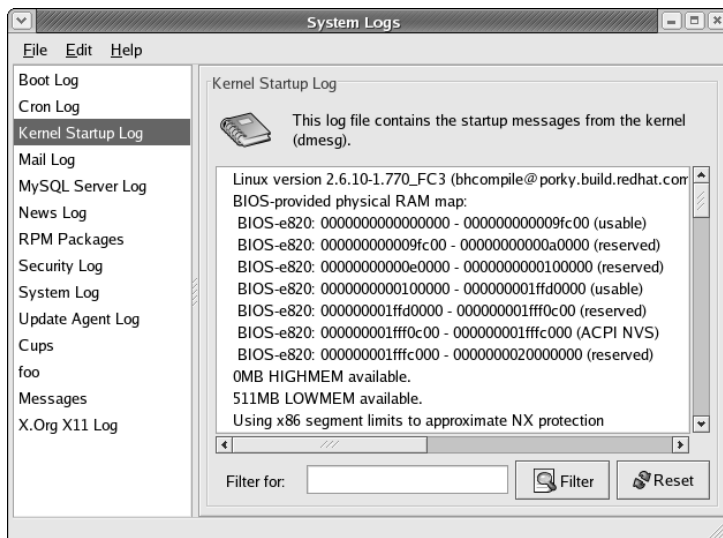 System Logs
File Edit Help
Boot Log
Cron Log
Kernel Startup Log
Mail Log
MySQL Server Log
News Log
RPM Packages
Security Log
System Log
Update Agent Log
Cups
foo
Messages
X.Org X11 Log
Kernel Startup Log
This log file contains the startup messages from the kernel
(dmesg).
Linux version 2.6.10-1.770_FC3 (bhcompile@porky.build.redhat.com
BIOS-provided physical RAM map:
BIOS-e820: 0000000000000000 - 000000000009fc00 (usable)
BIOS-e820: 000000000009fc00 - 00000000000a0000 (reserved)
BIOS-e820: 00000000000e0000 - 0000000000100000 (reserved)
BIOS-e820: 0000000000100000 - 000000001ffd0000 (usable)
BIOS-e820: 000000001ffd0000 - 000000001fff0c00 (reserved)
BIOS-e820: 000000001fff0c00 - 000000001fffc000 (ACPI NVS)
BIOS-e820: 000000001fffc000 - 0000000020000000 (reserved)
0MB HIGHMEM available.
511MB LOWMEM available.
Using x86 segment limits to approximate NX protection
Filter for:
Filter
Reset